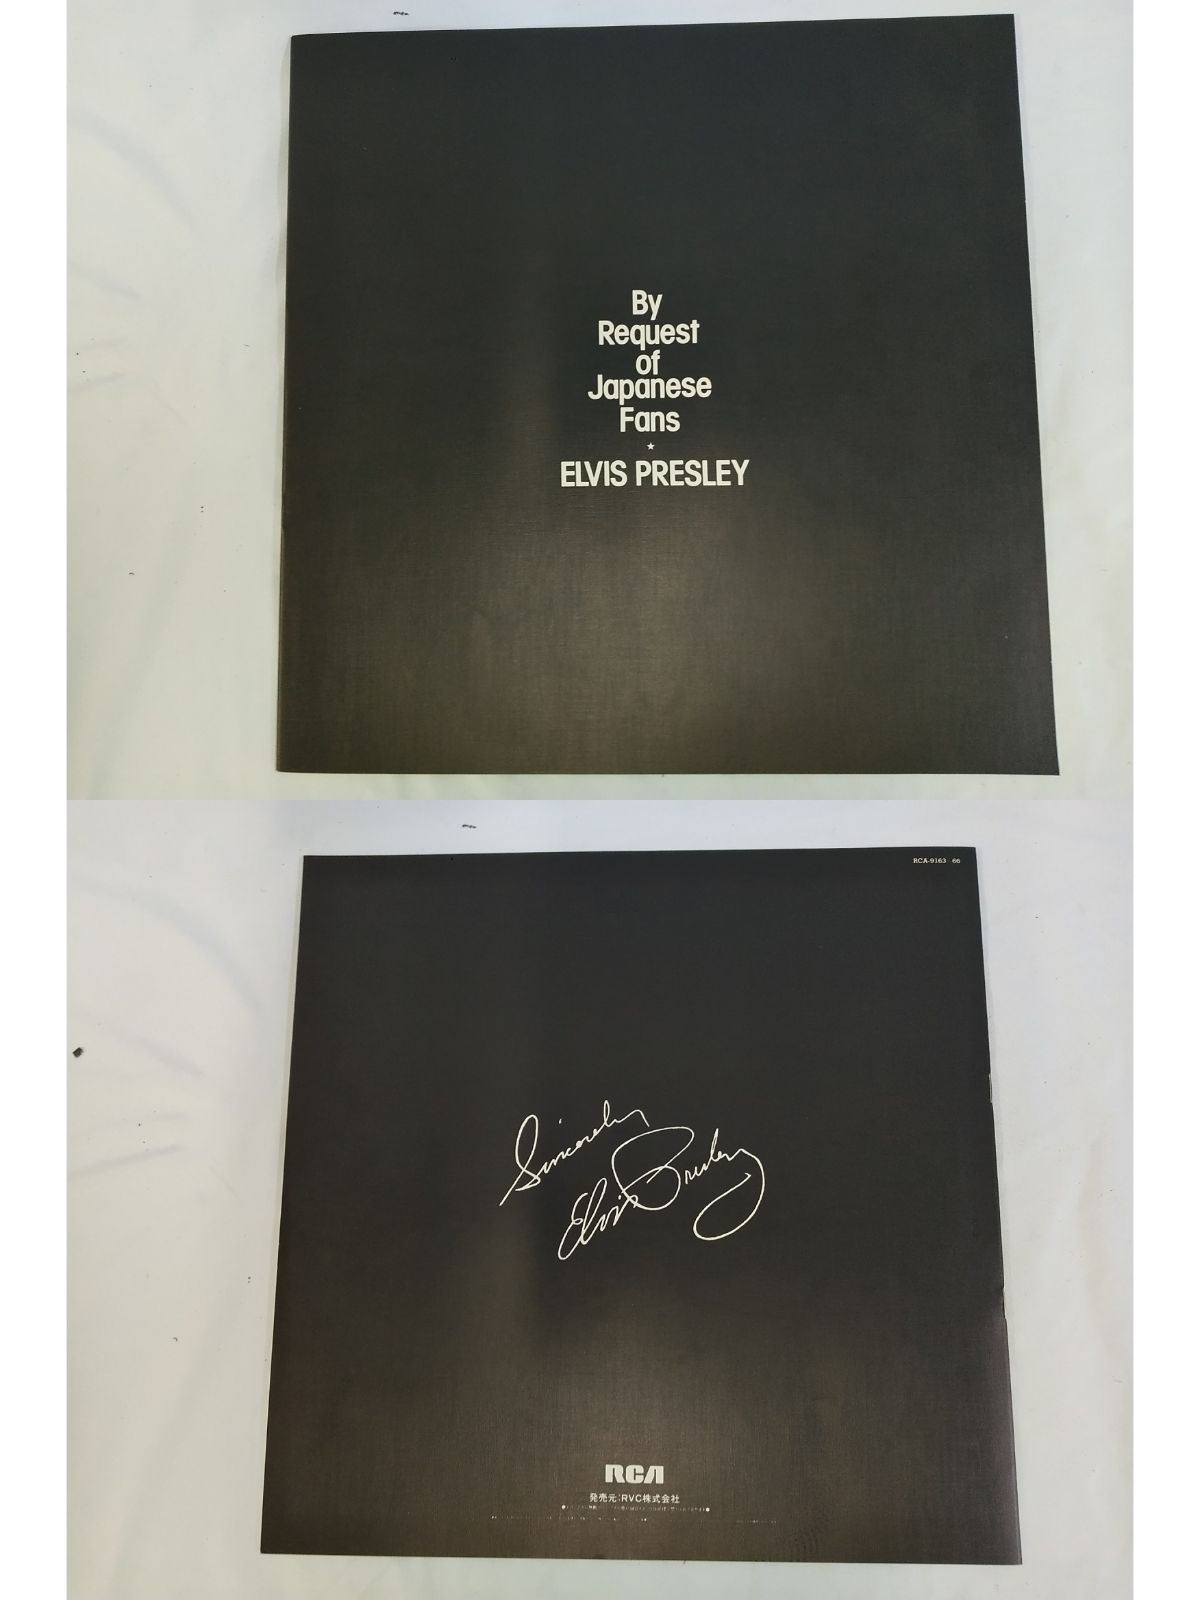 By
Request
of
Japanese
Fans
★
ELVIS PRESLEY
RCA-9163 66
Sincerely
Elvis Presley
RCA
発売元:RVC株式会社